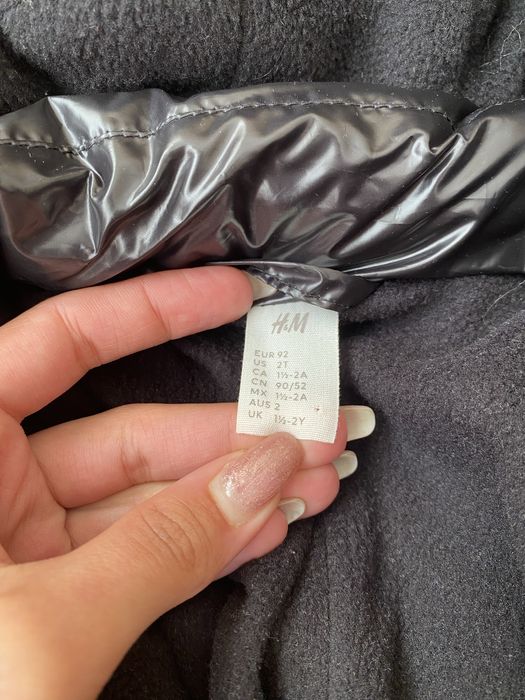 H&M
EUR 92
US 2T
CA 1½-2A
CN 90/52
MX 1½-2A
AUS 2
UK 1½-2Y